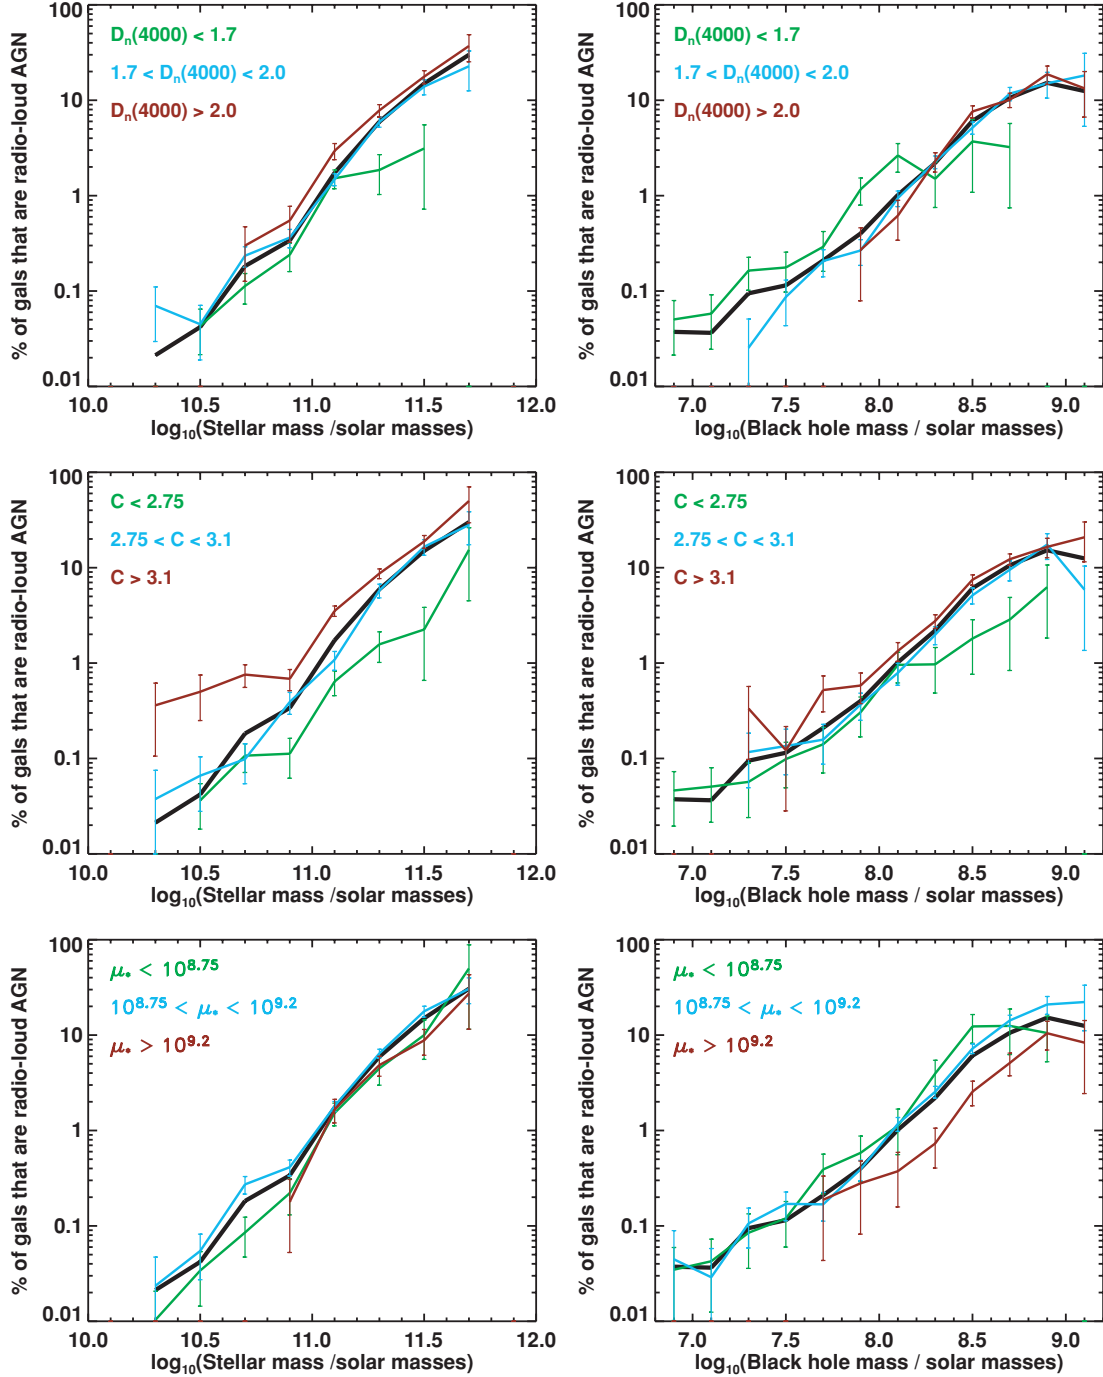 % of gals that are radio-loud AGN
100
10
1
0.1
0.01
Dₙ(4000) < 1.7
1.7 < Dₙ(4000) < 2.0
Dₙ(4000) > 2.0
10.0 10.5 11.0 11.5 12.0
log₁₀(Stellar mass /solar masses)
% of gals that are radio-loud AGN
100
10
1
0.1
0.01
Dₙ(4000) < 1.7
1.7 < Dₙ(4000) < 2.0
Dₙ(4000) > 2.0
7.0 7.5 8.0 8.5 9.0
log₁₀(Black hole mass / solar masses)
% of gals that are radio-loud AGN
100
10
1
0.1
0.01
C < 2.75
2.75 < C < 3.1
C > 3.1
10.0 10.5 11.0 11.5 12.0
log₁₀(Stellar mass /solar masses)
% of gals that are radio-loud AGN
100
10
1
0.1
0.01
C < 2.75
2.75 < C < 3.1
C > 3.1
7.0 7.5 8.0 8.5 9.0
log₁₀(Black hole mass / solar masses)
% of gals that are radio-loud AGN
100
10
1
0.1
0.01
μ* < 10^8.75
10^8.75 < μ* < 10^9.2
μ* > 10^9.2
10.0 10.5 11.0 11.5 12.0
log₁₀(Stellar mass /solar masses)
% of gals that are radio-loud AGN
100
10
1
0.1
0.01
μ* < 10^8.75
10^8.75 < μ* < 10^9.2
μ* > 10^9.2
7.0 7.5 8.0 8.5 9.0
log₁₀(Black hole mass / solar masses)